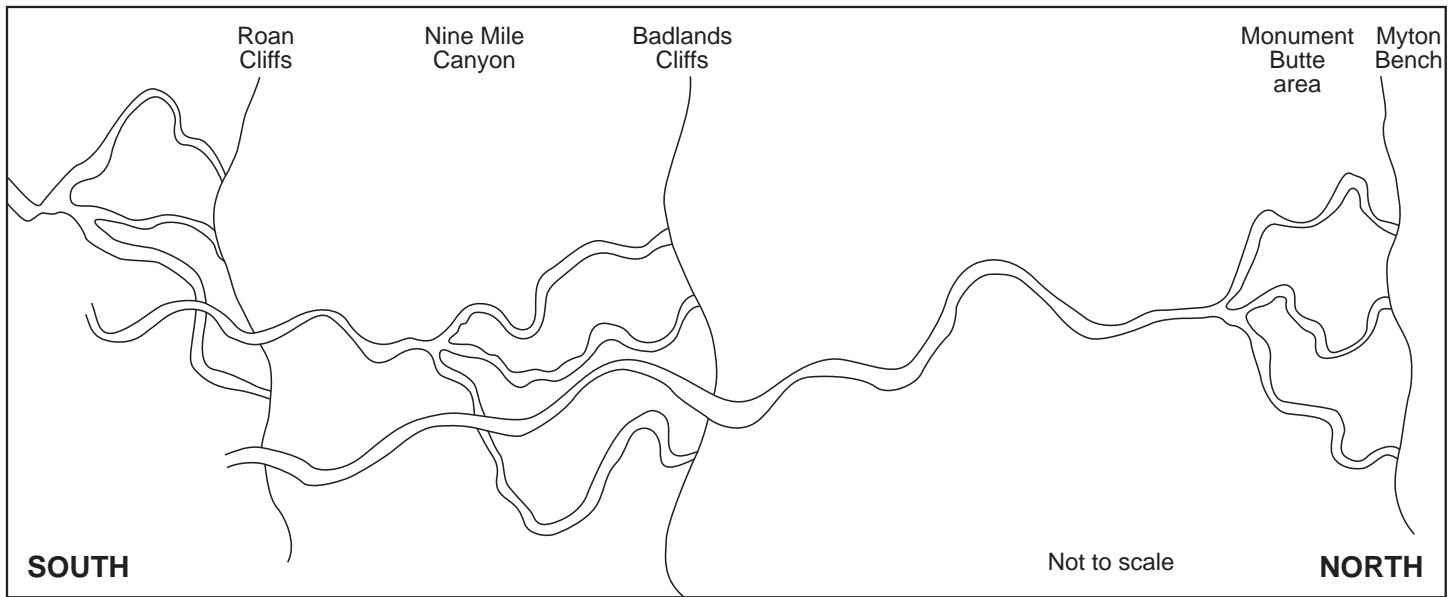 Roan
Cliffs
Nine Mile
Canyon
Badlands
Cliffs
Monument
Butte
area
Myton
Bench
SOUTH
Not to scale
NORTH